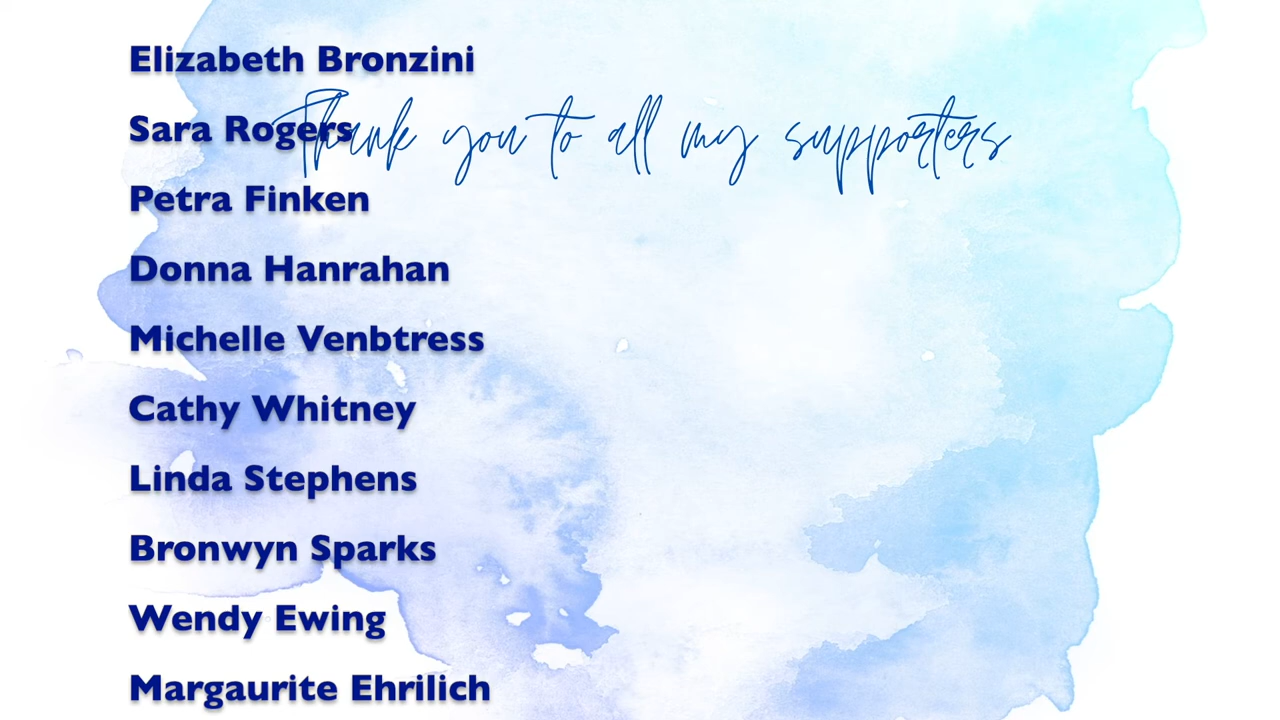 Elizabeth Bronzini
Thank you to all my supporters
Sara Rogers
Petra Finken
Donna Hanrahan
Michelle Venbtress
Cathy Whitney
Linda Stephens
Bronwyn Sparks
Wendy Ewing
Margaurite Ehrilich